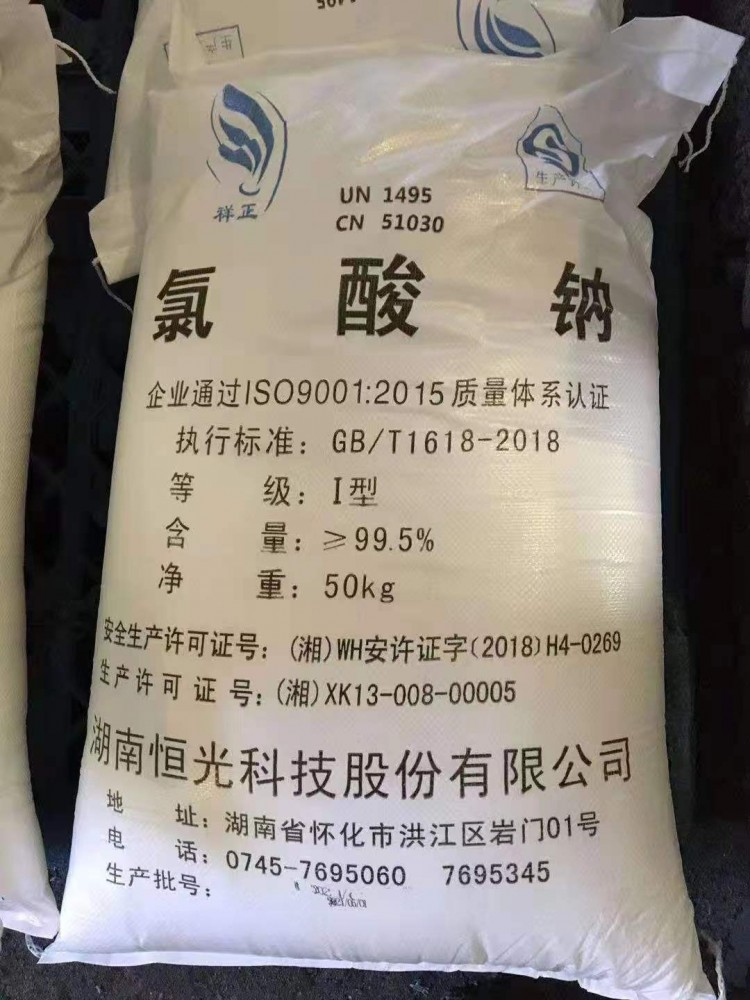 祥正
生产许
UN 1495
CN 51030
氯酸钠
企业通过ISO9001:2015质量体系认证
执行标准：GB/T1618-2018
等级：I型
含量：≥99.5%
净重：50kg
安全生产许可证号：(湘)WH安许证字〔2018〕H4-0269
生产许可证号：(湘)XK13-008-00005
湖南恒光科技股份有限公司
地址：湖南省怀化市洪江区岩门01号
电话：0745-7695060 7695345
生产批号：